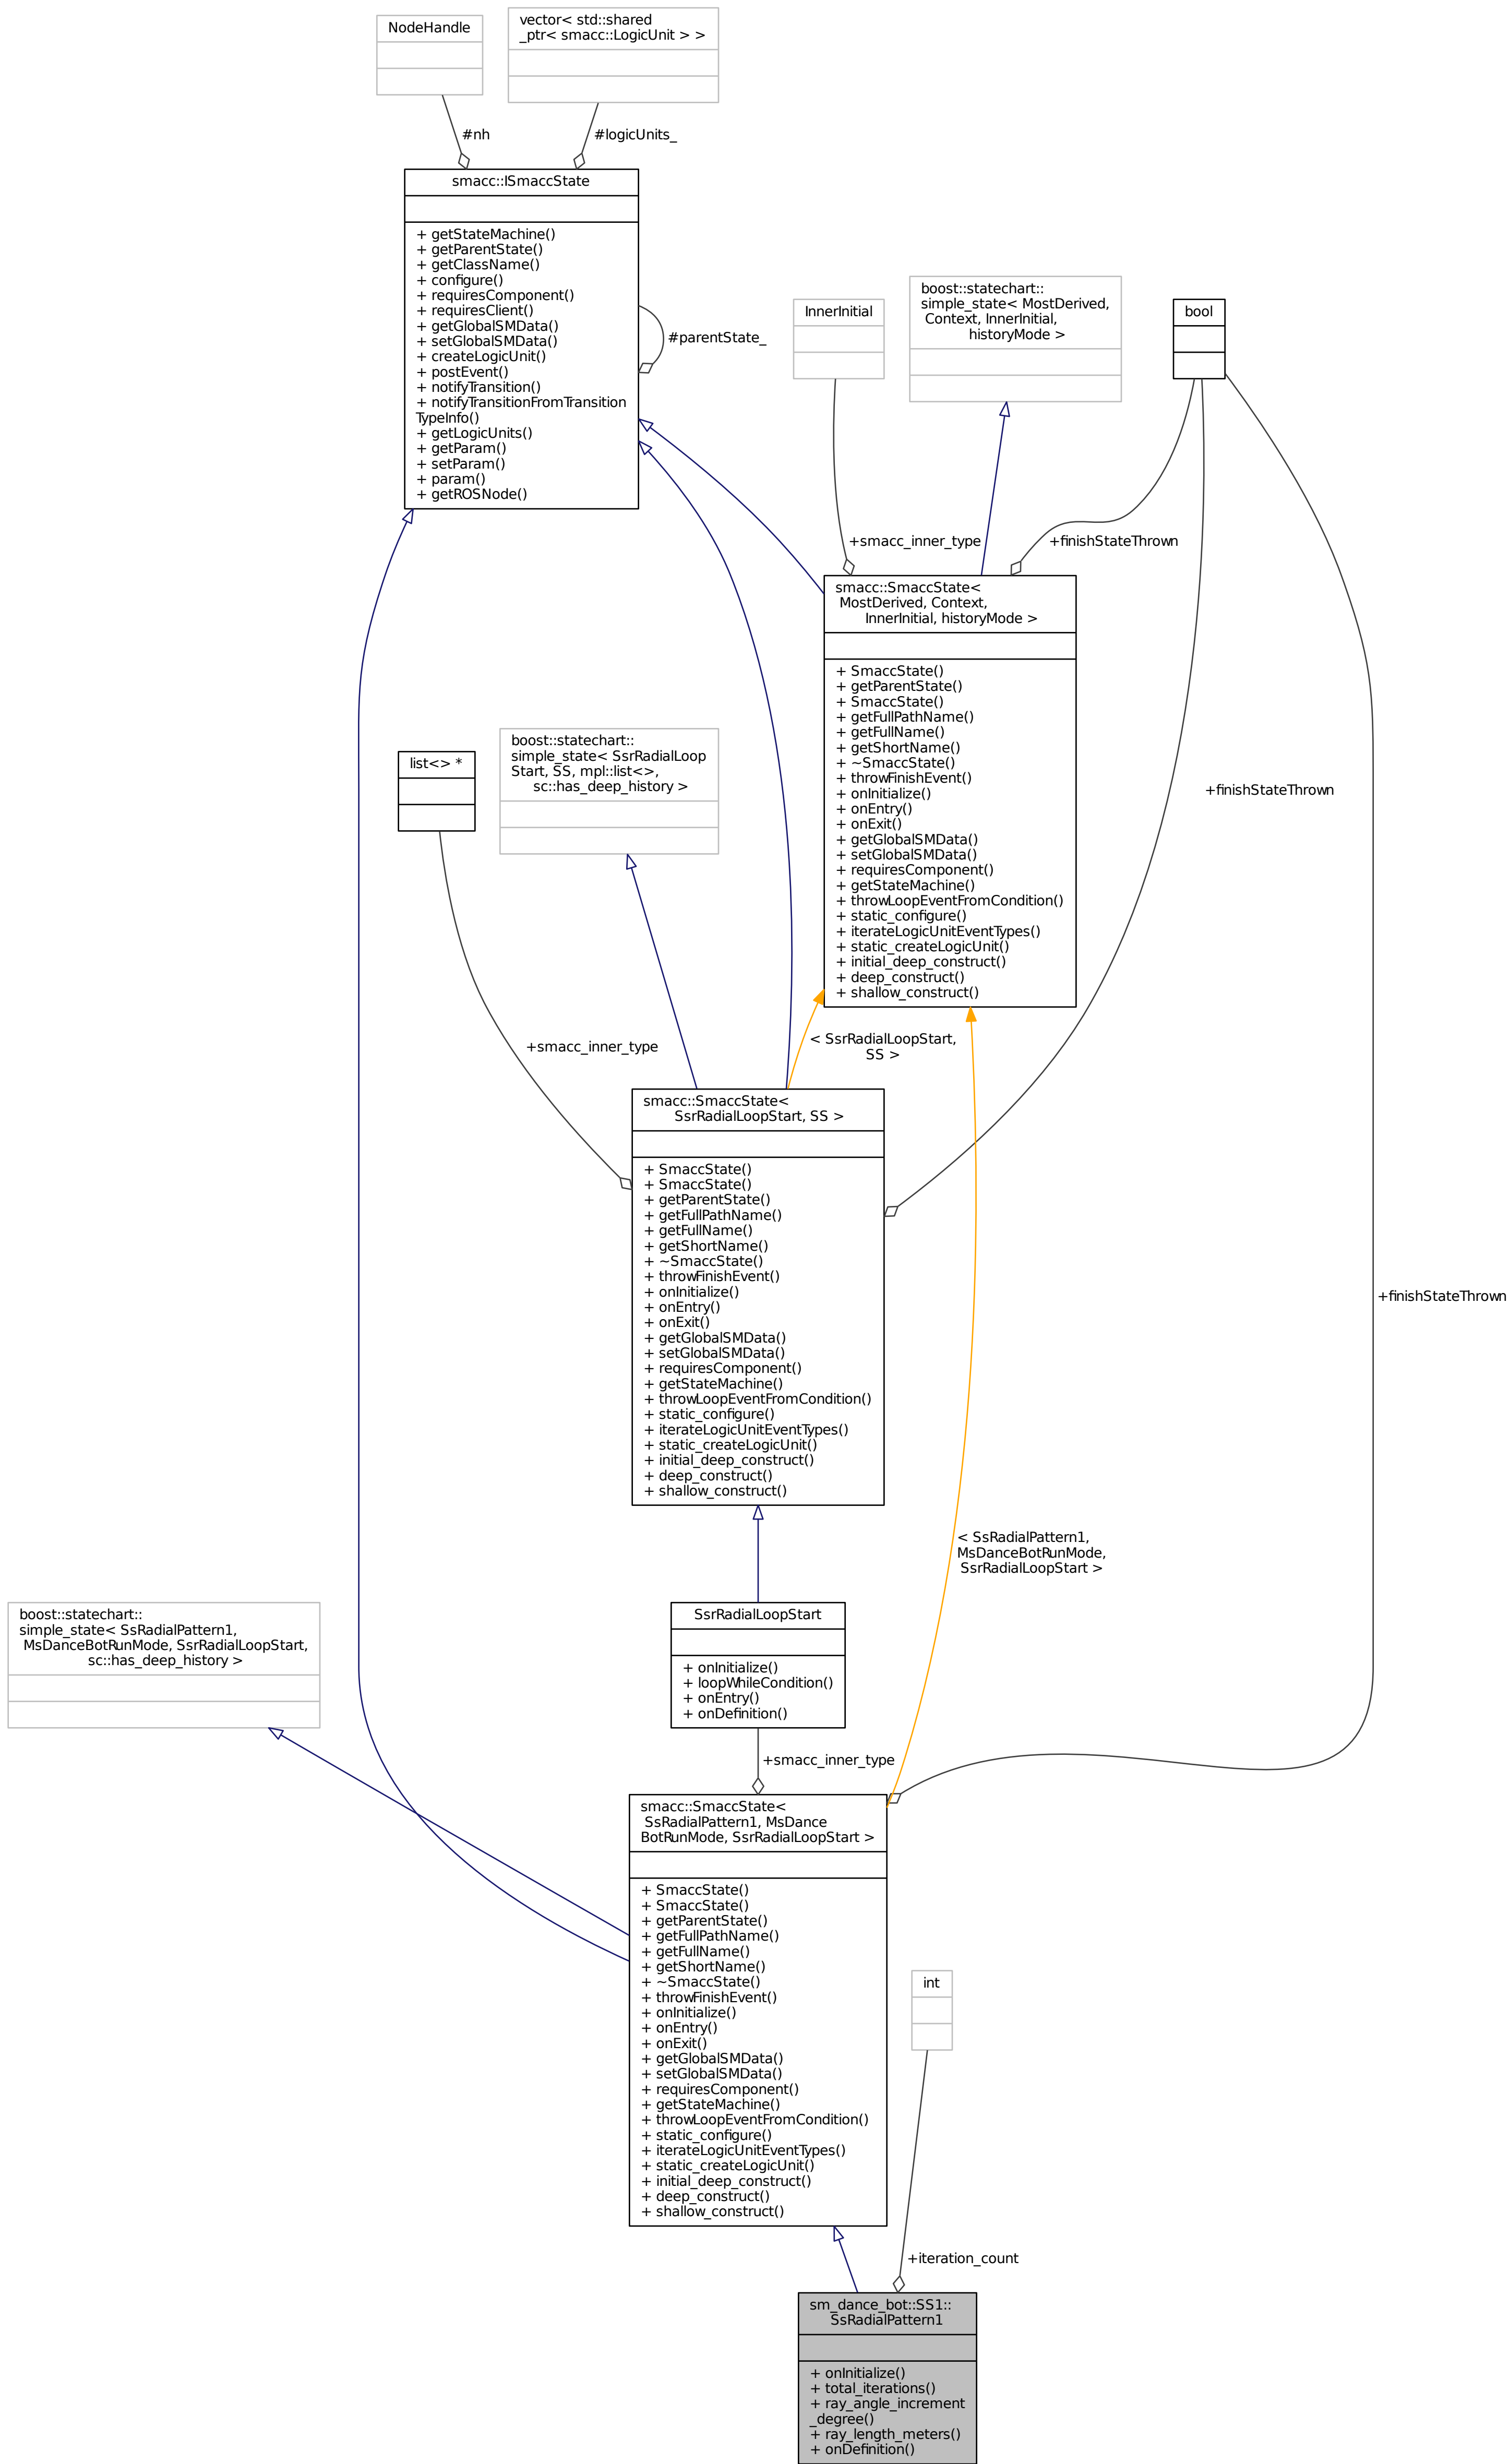 NodeHandle
vector< std::shared
_ptr< smacc::LogicUnit > >
#nh
#logicUnits_
smacc::ISmaccState
+ getStateMachine()
+ getParentState()
+ getClassName()
+ configure()
+ requiresComponent()
+ requiresClient()
+ getGlobalSMData()
+ setGlobalSMData()
+ createLogicUnit()
+ postEvent()
+ notifyTransition()
+ notifyTransitionFromTransition
TypeInfo()
+ getLogicUnits()
+ getParam()
+ setParam()
+ param()
+ getROSNode()
#parentState_
InnerInitial
boost::statechart::
simple_state< MostDerived,
Context, InnerInitial,
historyMode >
bool
+smacc_inner_type
+finishStateThrown
smacc::SmaccState<
MostDerived, Context,
InnerInitial, historyMode >
+ SmaccState()
+ getParentState()
+ SmaccState()
+ getFullPathName()
+ getFullName()
+ getShortName()
+ ~SmaccState()
+ throwFinishEvent()
+ onInitialize()
+ onEntry()
+ onExit()
+ getGlobalSMData()
+ setGlobalSMData()
+ requiresComponent()
+ getStateMachine()
+ throwLoopEventFromCondition()
+ static_configure()
+ iterateLogicUnitEventTypes()
+ static_createLogicUnit()
+ initial_deep_construct()
+ deep_construct()
+ shallow_construct()
list<> *
boost::statechart::
simple_state< SsrRadialLoop
Start, SS, mpl::list<>,
sc::has_deep_history >
+finishStateThrown
+smacc_inner_type
< SsrRadialLoopStart,
SS >
smacc::SmaccState<
SsrRadialLoopStart, SS >
+ SmaccState()
+ SmaccState()
+ getParentState()
+ getFullPathName()
+ getFullName()
+ getShortName()
+ ~SmaccState()
+ throwFinishEvent()
+ onInitialize()
+ onEntry()
+ onExit()
+ getGlobalSMData()
+ setGlobalSMData()
+ requiresComponent()
+ getStateMachine()
+ throwLoopEventFromCondition()
+ static_configure()
+ iterateLogicUnitEventTypes()
+ static_createLogicUnit()
+ initial_deep_construct()
+ deep_construct()
+ shallow_construct()
+finishStateThrown
< SsRadialPattern1,
MsDanceBotRunMode,
SsrRadialLoopStart >
boost::statechart::
simple_state< SsRadialPattern1,
MsDanceBotRunMode, SsrRadialLoopStart,
sc::has_deep_history >
SsrRadialLoopStart
+ onInitialize()
+ loopWhileCondition()
+ onEntry()
+ onDefinition()
+smacc_inner_type
smacc::SmaccState<
SsRadialPattern1, MsDance
BotRunMode, SsrRadialLoopStart >
+ SmaccState()
+ SmaccState()
+ getParentState()
+ getFullPathName()
+ getFullName()
+ getShortName()
+ ~SmaccState()
+ throwFinishEvent()
+ onInitialize()
+ onEntry()
+ onExit()
+ getGlobalSMData()
+ setGlobalSMData()
+ requiresComponent()
+ getStateMachine()
+ throwLoopEventFromCondition()
+ static_configure()
+ iterateLogicUnitEventTypes()
+ static_createLogicUnit()
+ initial_deep_construct()
+ deep_construct()
+ shallow_construct()
int
+iteration_count
sm_dance_bot::SS1::
SsRadialPattern1
+ onInitialize()
+ total_iterations()
+ ray_angle_increment
_degree()
+ ray_length_meters()
+ onDefinition()